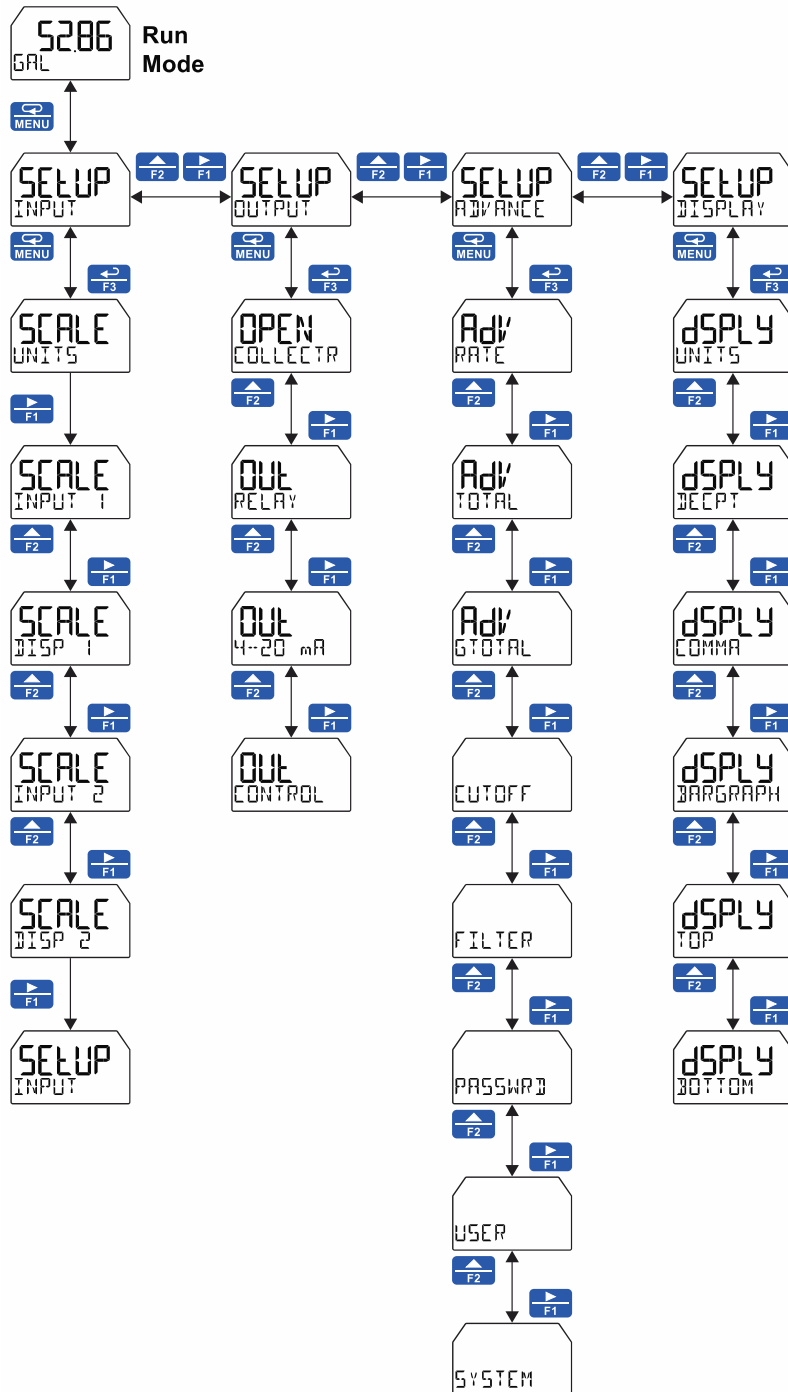 52.86
GAL
Run
Mode
MENU
F2 F1 F2 F1 F2 F1
SEtUP SEtUP SEtUP SEtUP
INPUT OUTPUT ADVANCE DISPLAY
MENU MENU MENU MENU
F3 F3 F3 F3
SCALE OPEN AdV dSPLY
UNITS COLLECTR RATE UNITS
F2 F2 F2
F1 F1 F1 F1
SCALE OUt AdV dSPLY
INPUT 1 RELAY TOTAL DECPT
F2 F2 F2 F2
F1 F1 F1 F1
SCALE OUt AdV dSPLY
DISP 1 4-20 mA GTOTAL COMMA
F2 F2 F2 F2
F1 F1 F1 F1
SCALE OUt dSPLY
INPUT 2 CONTROL CUTOFF BARGRAPH
F2 F2 F2
F1 F1 F1
SCALE dSPLY
DISP 2 FILTER TOP
F2 F2
F1 F1 F1
SEtUP dSPLY
INPUT PASSWRD BOTTOM
F2
F1
USER
F2
F1
SYSTEM